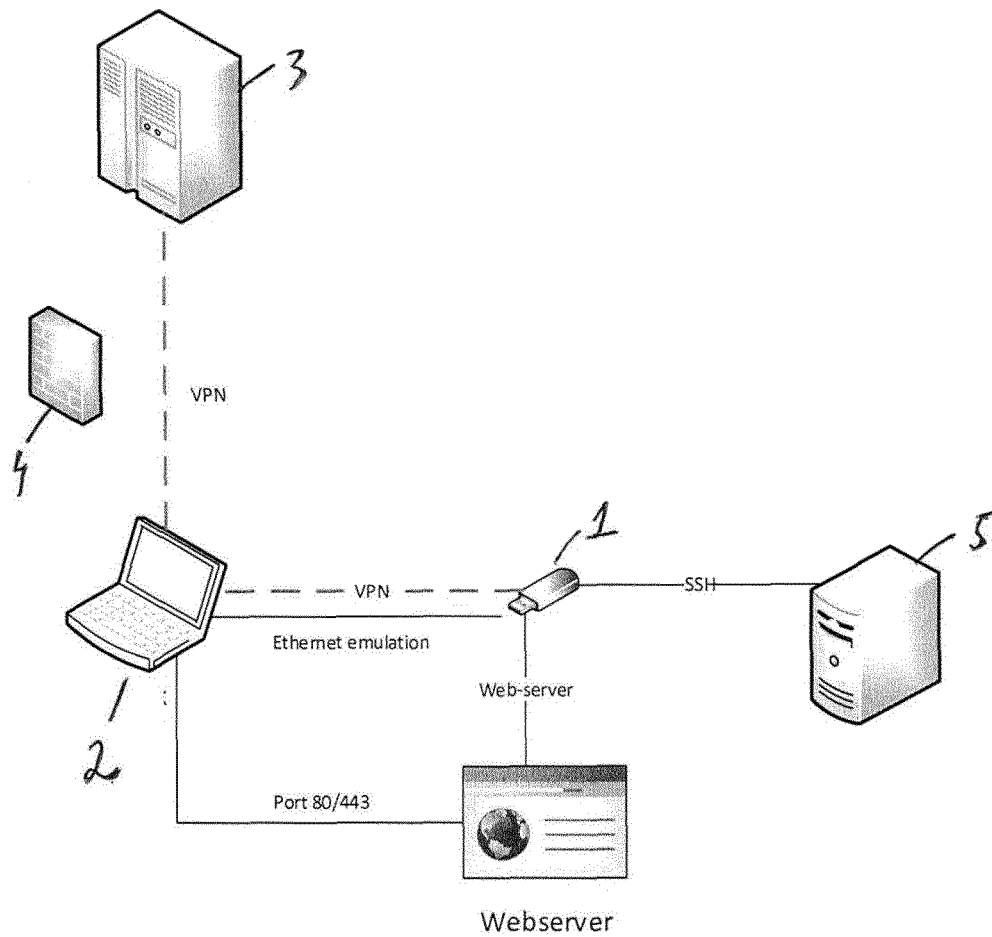 3
VPN
4
1
5
VPN
SSH
Ethernet emulation
Web-server
2
Port 80/443
Webserver